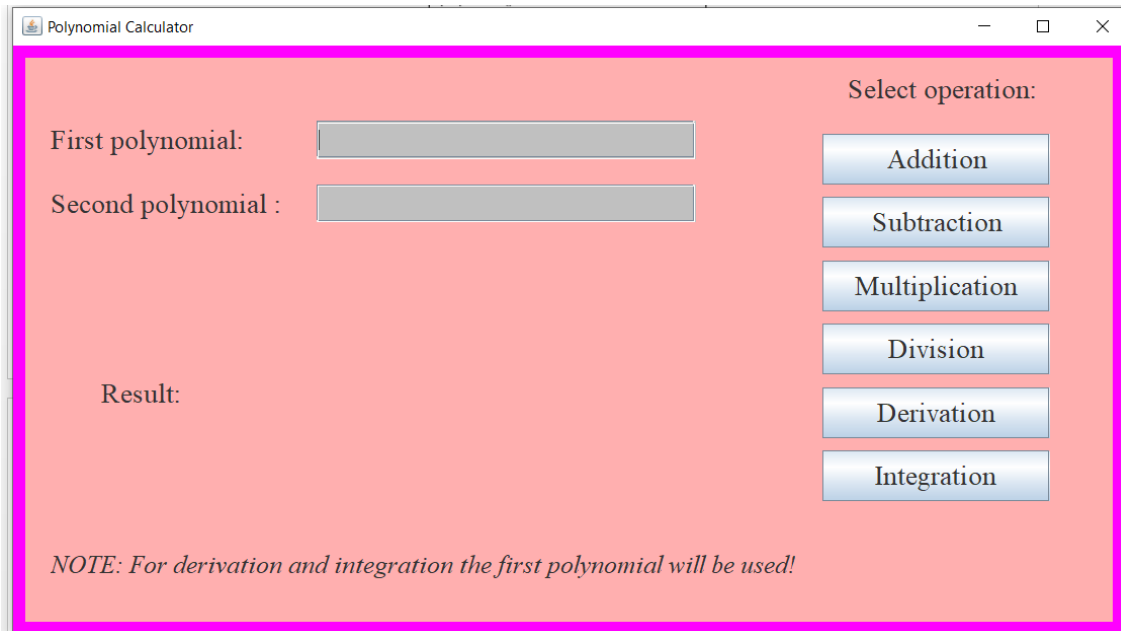 Polynomial Calculator
Select operation:
First polynomial:
Addition
Second polynomial :
Subtraction
Multiplication
Division
Result:
Derivation
Integration
NOTE: For derivation and integration the first polynomial will be used!